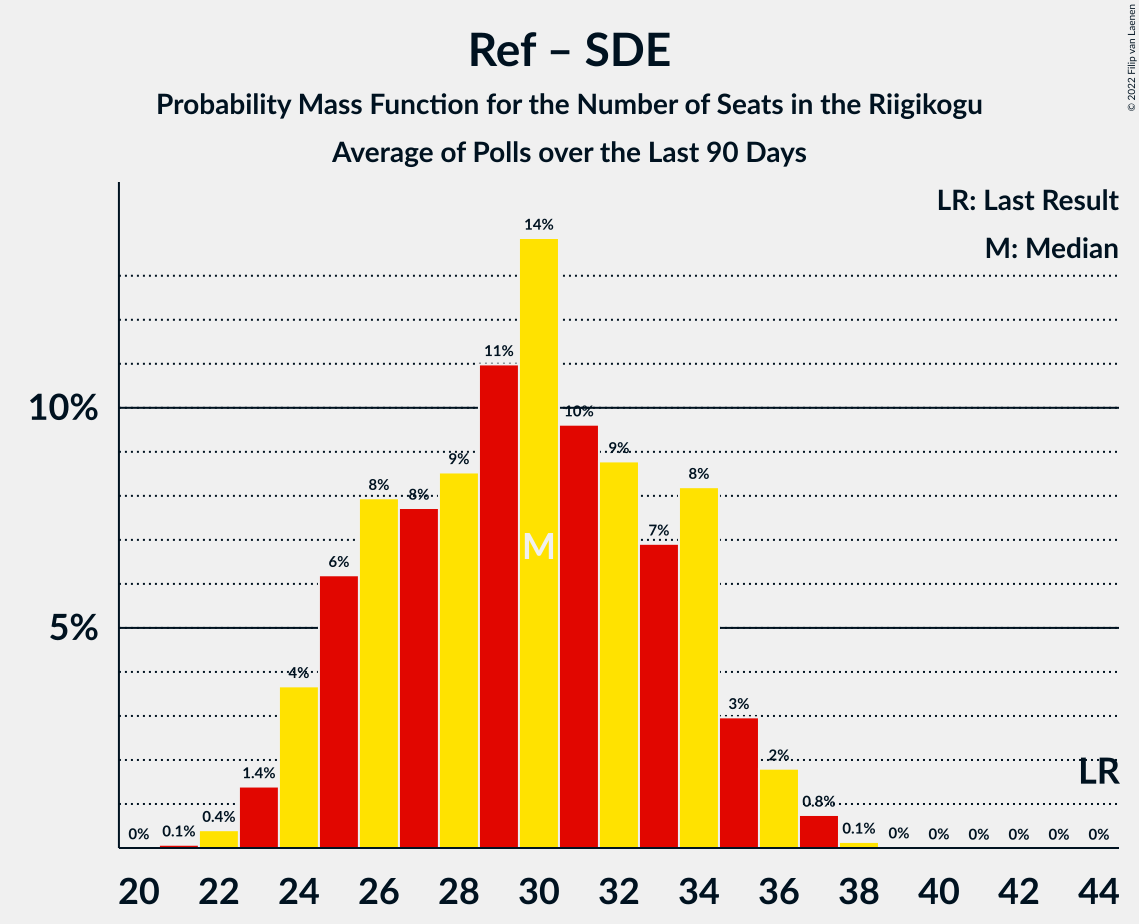 Ref – SDE
Probability Mass Function for the Number of Seats in the Riigikogu
Average of Polls over the Last 90 Days
© 2022 Filip van Laenen
LR: Last Result
M: Median
10%
5%
0% 0.1% 0.4% 1.4% 4% 6% 8% 8% 9% 11% 14% 10% 9% 7% 8% 3% 2% 0.8% 0.1% 0% 0% 0% 0% 0% 0%
M
LR
20 22 24 26 28 30 32 34 36 38 40 42 44